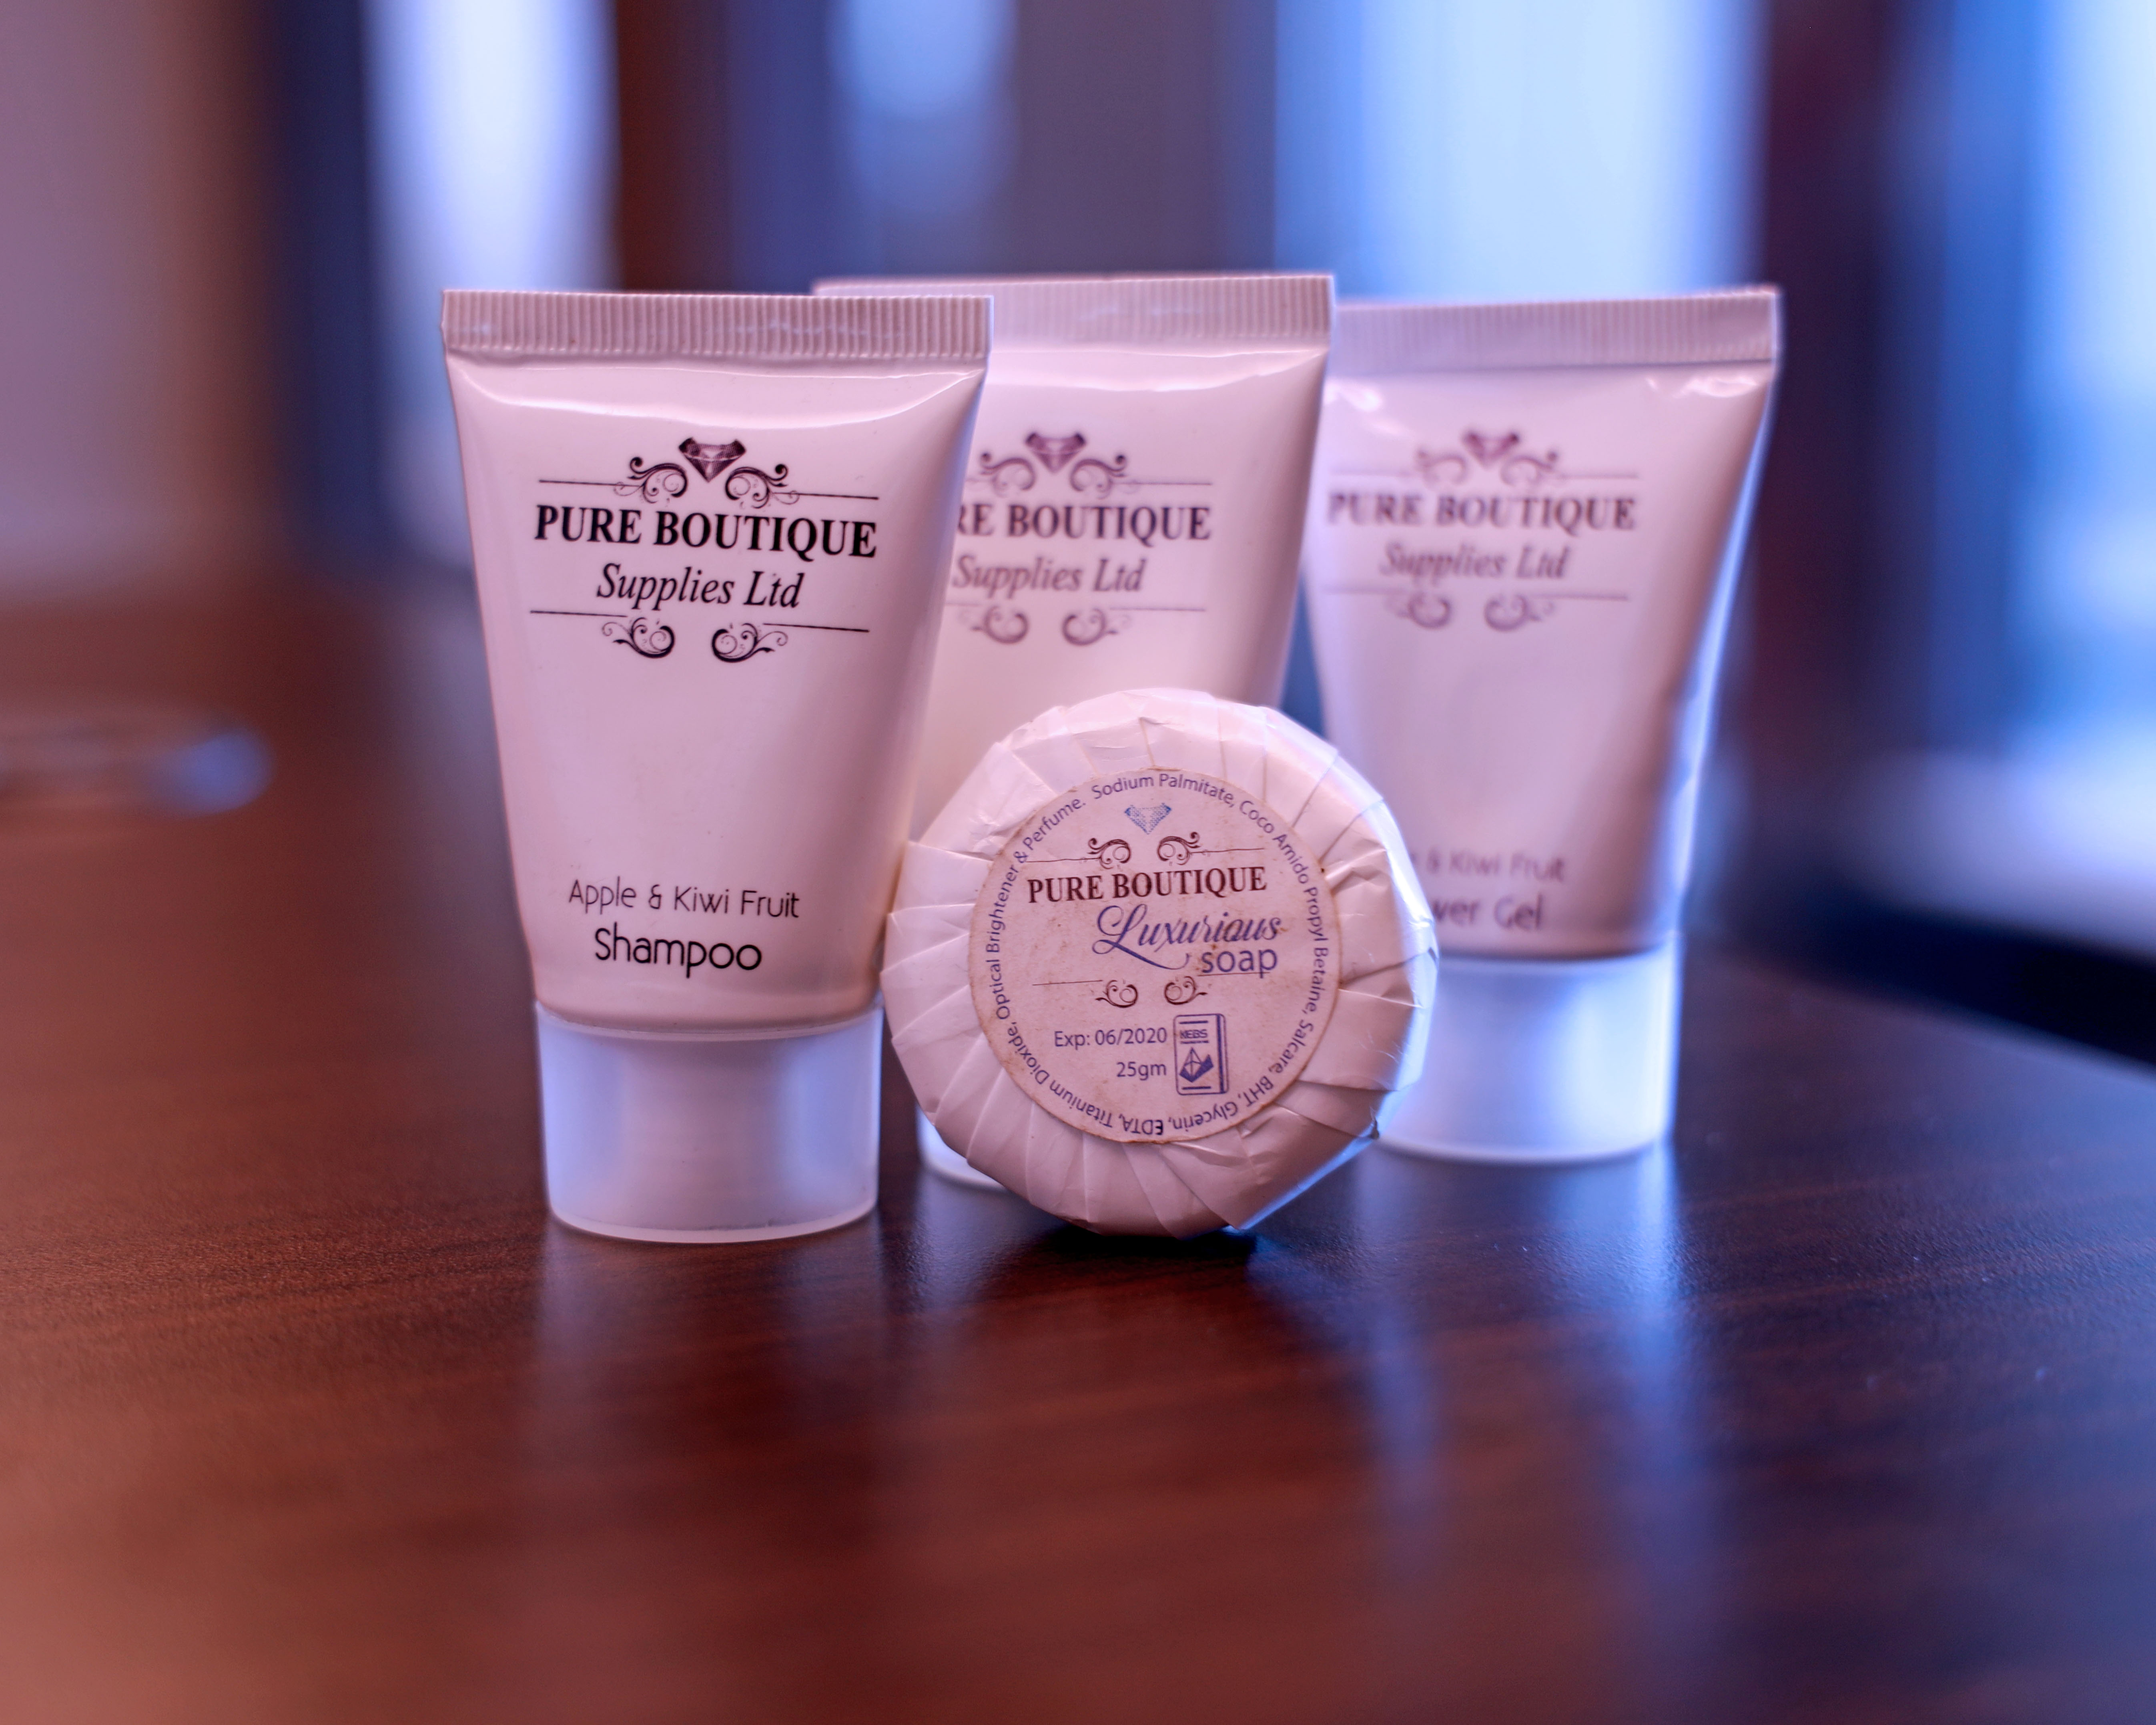 PURE BOUTIQUE
Supplies Ltd
Apple & Kiwi Fruit
Shampoo
BOUTIQUE
Supplies Ltd
PURE BOUTIQUE
Supplies Ltd
& Kiwi Fruit
Gel
Sodium Palmitate, Coco Amido Propyl Betaine, Salcare, BHT, Glycerin, EDTA, Titanium Dioxide, Optical Brightener & Perfume.
PURE BOUTIQUE
Luxurious
soap
Exp: 06/2020
25gm
KEBS